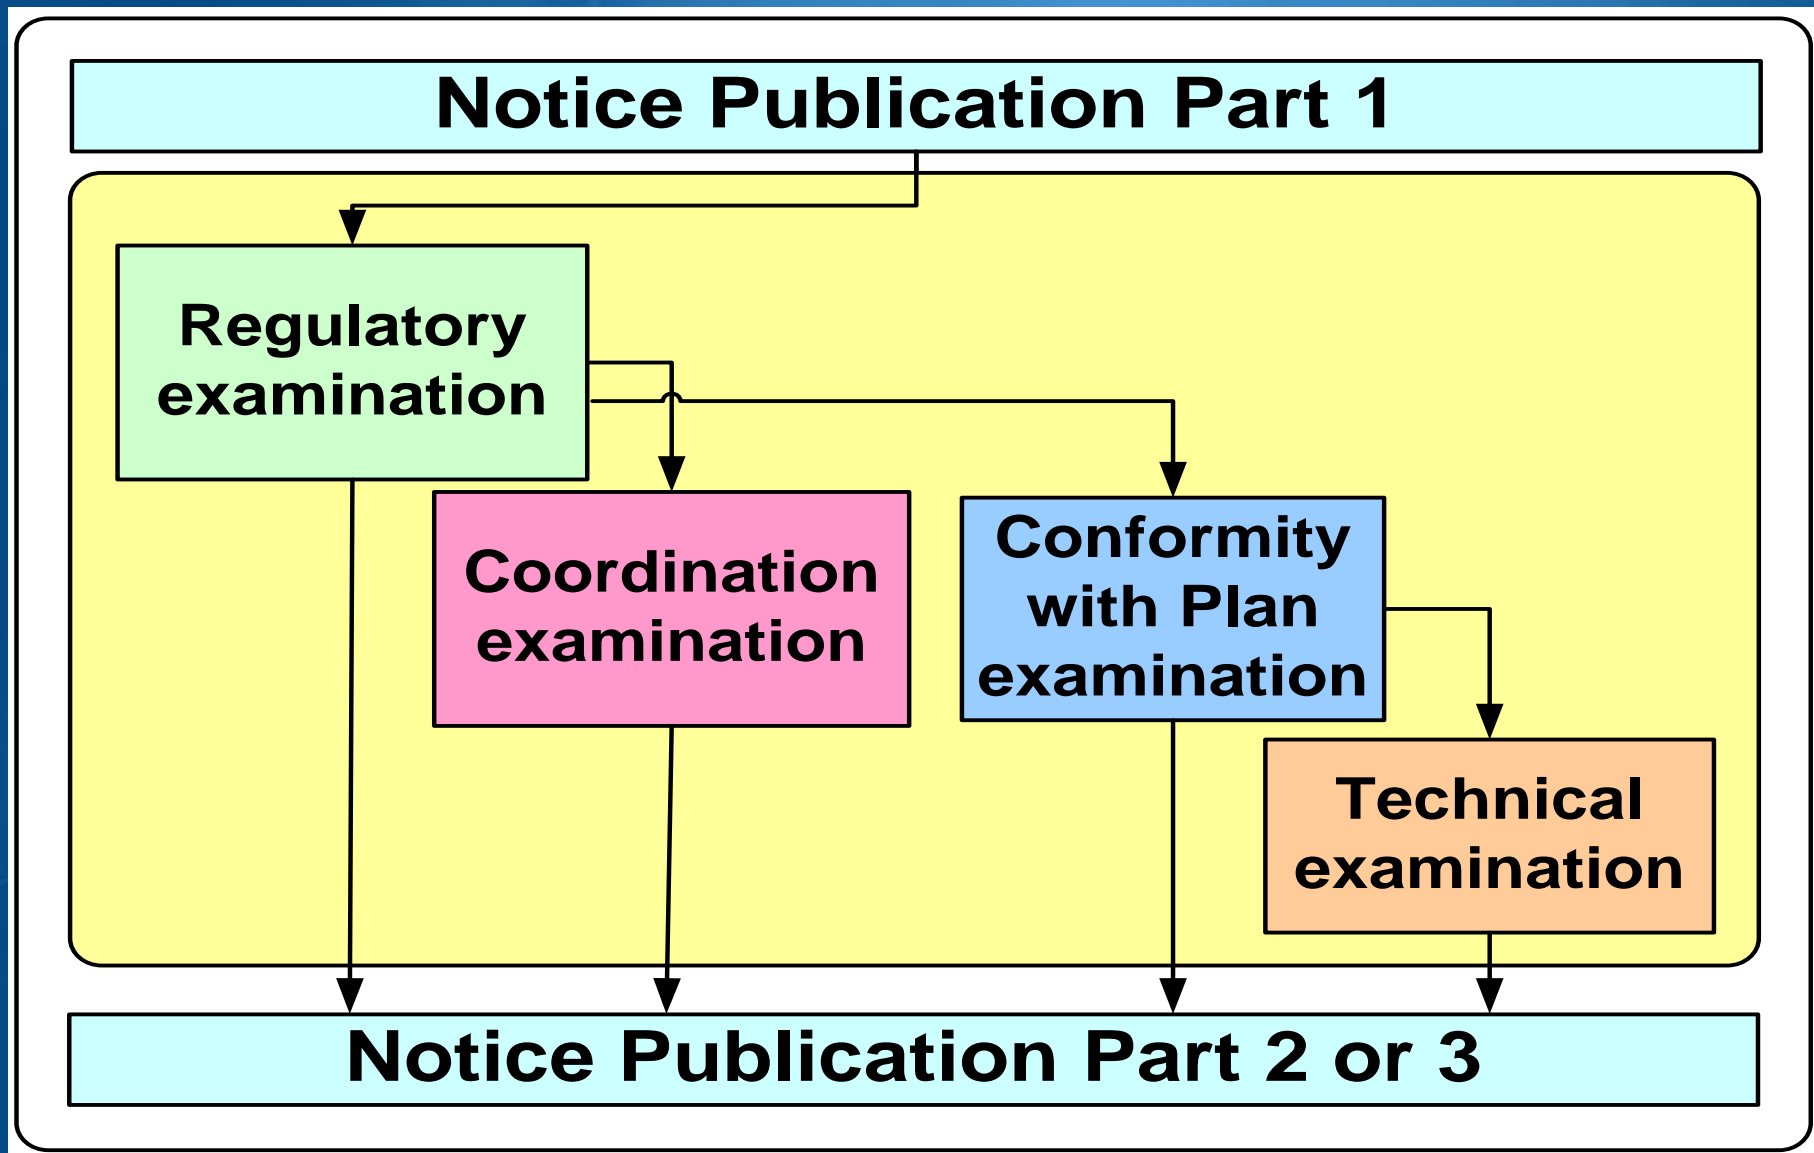 Notice Publication Part 1
Regulatory
examination
Coordination
examination
Conformity
with Plan
examination
Technical
examination
Notice Publication Part 2 or 3